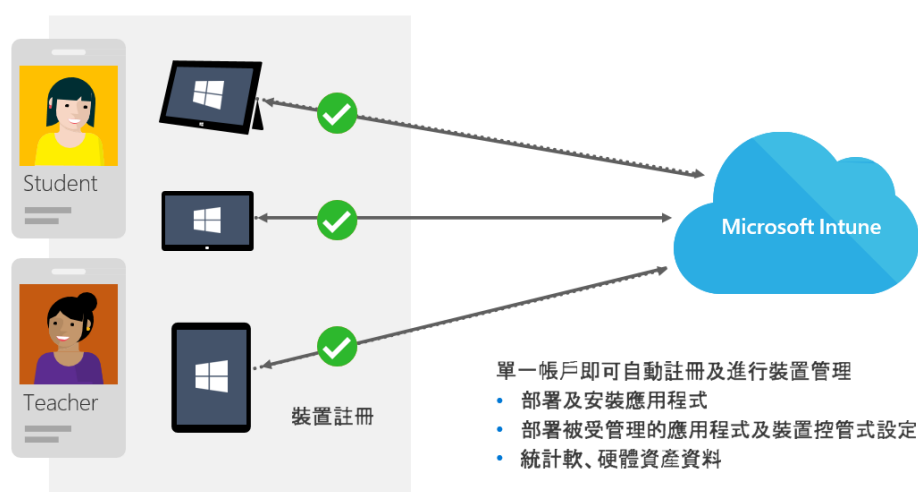 Student
Teacher
裝置註冊
Microsoft Intune
單一帳戶即可自動註冊及進行裝置管理
• 部署及安裝應用程式
• 部署被受管理的應用程式及裝置控管式設定
• 統計軟、硬體資產資料